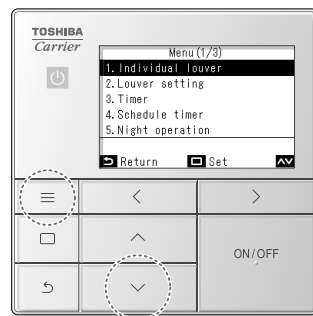 TOSHIBA
Carrier
Menu(1/3)
1.Individual louver
2.Louver setting
3.Timer
4.Schedule timer
5.Night operation
Return Set
ON/OFF